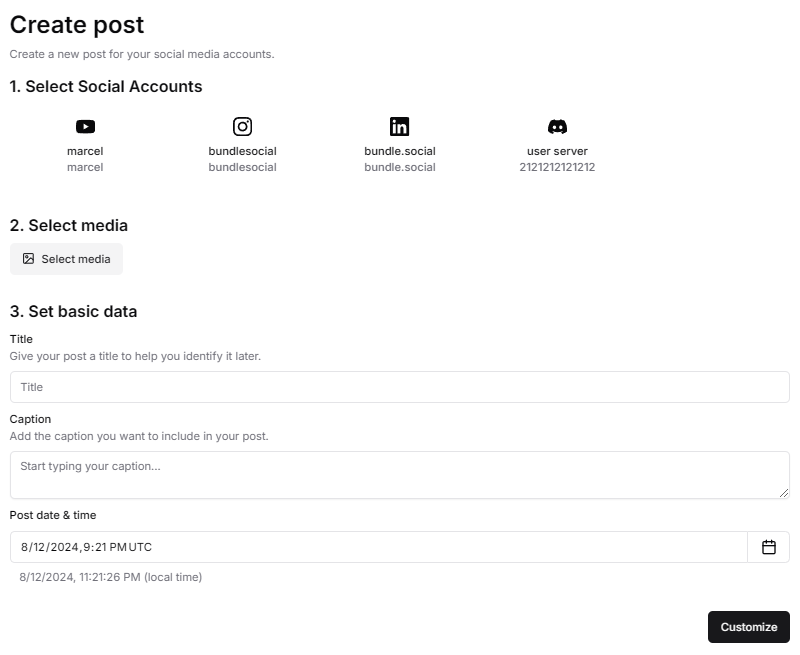 Create post
Create a new post for your social media accounts.
1. Select Social Accounts
marcel
marcel
bundlesocial
bundlesocial
in
bundle.social
bundle.social
user server
2121212121212
2. Select media
Select media
3. Set basic data
Title
Give your post a title to help you identify it later.
Title
Caption
Add the caption you want to include in your post.
Start typing your caption...
Post date & time
8/12/2024, 9:21 PM UTC
8/12/2024, 11:21:26 PM (local time)
Customize